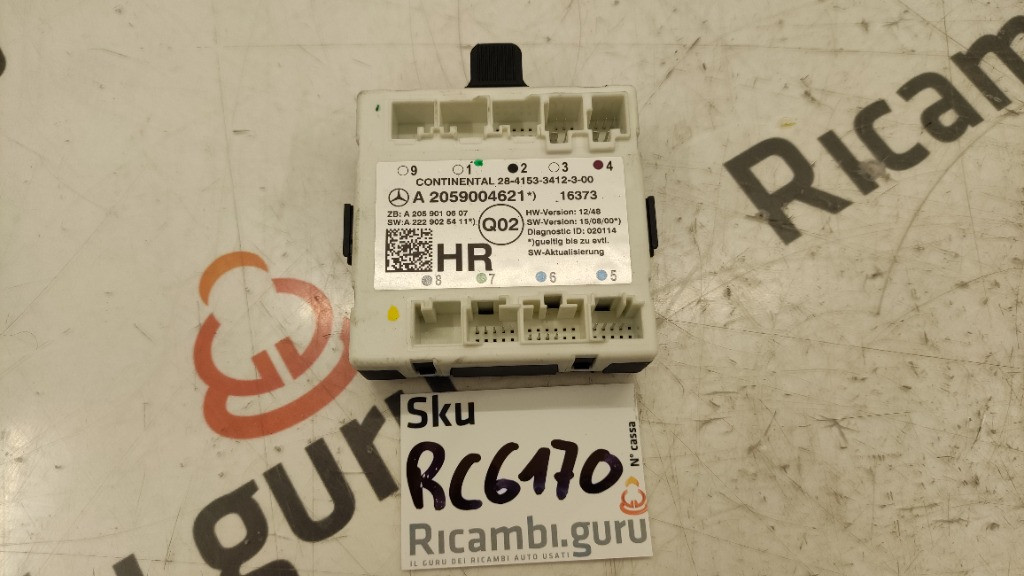 9 1 2 3 4
CONTINENTAL 28-4153-3412-3-00
A 2059004621*) 16373
ZB: A 205 901 06 07
SW: A 222 902 54 11*)
Q02
HW-Version: 12/48
SW-Version: 15/08/00*)
Diagnostic ID: 020114
*)gueltig bis zu evtl.
SW-Aktualisierung
HR
8 7 6 5
Sku
N° cassa
RC6170
Ricambi.guru
IL GURU DEI RICAMBI AUTO USATI
Ricam
guru
l.guru